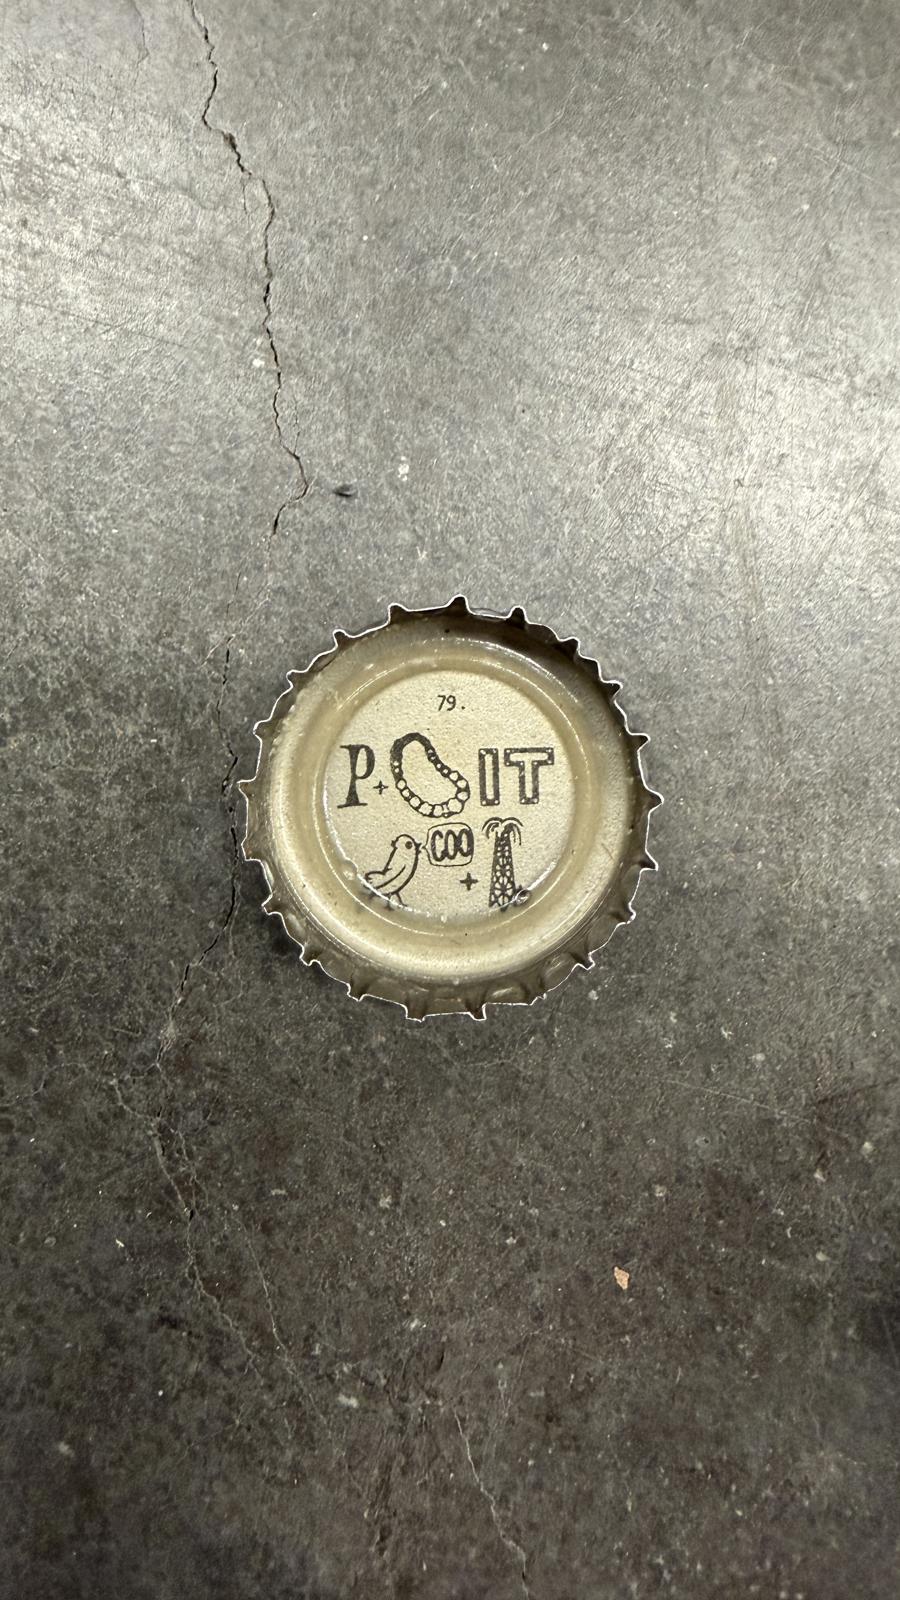 79.
P+ IT
COO
+